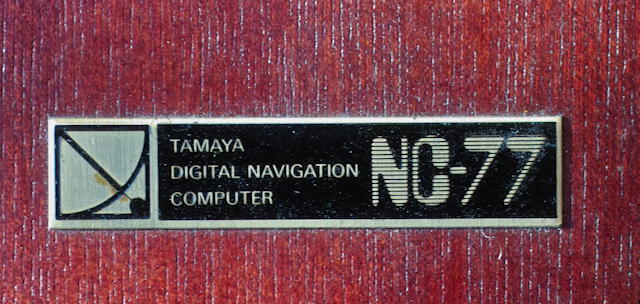 TAMAYA
DIGITAL NAVIGATION
COMPUTER
NC-77